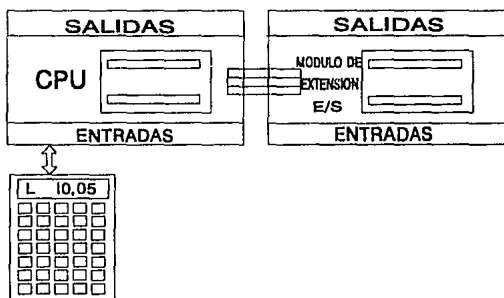 SALIDAS
CPU
ENTRADAS
SALIDAS
MODULO DE
EXTENSION
E/S
ENTRADAS
L I0,05